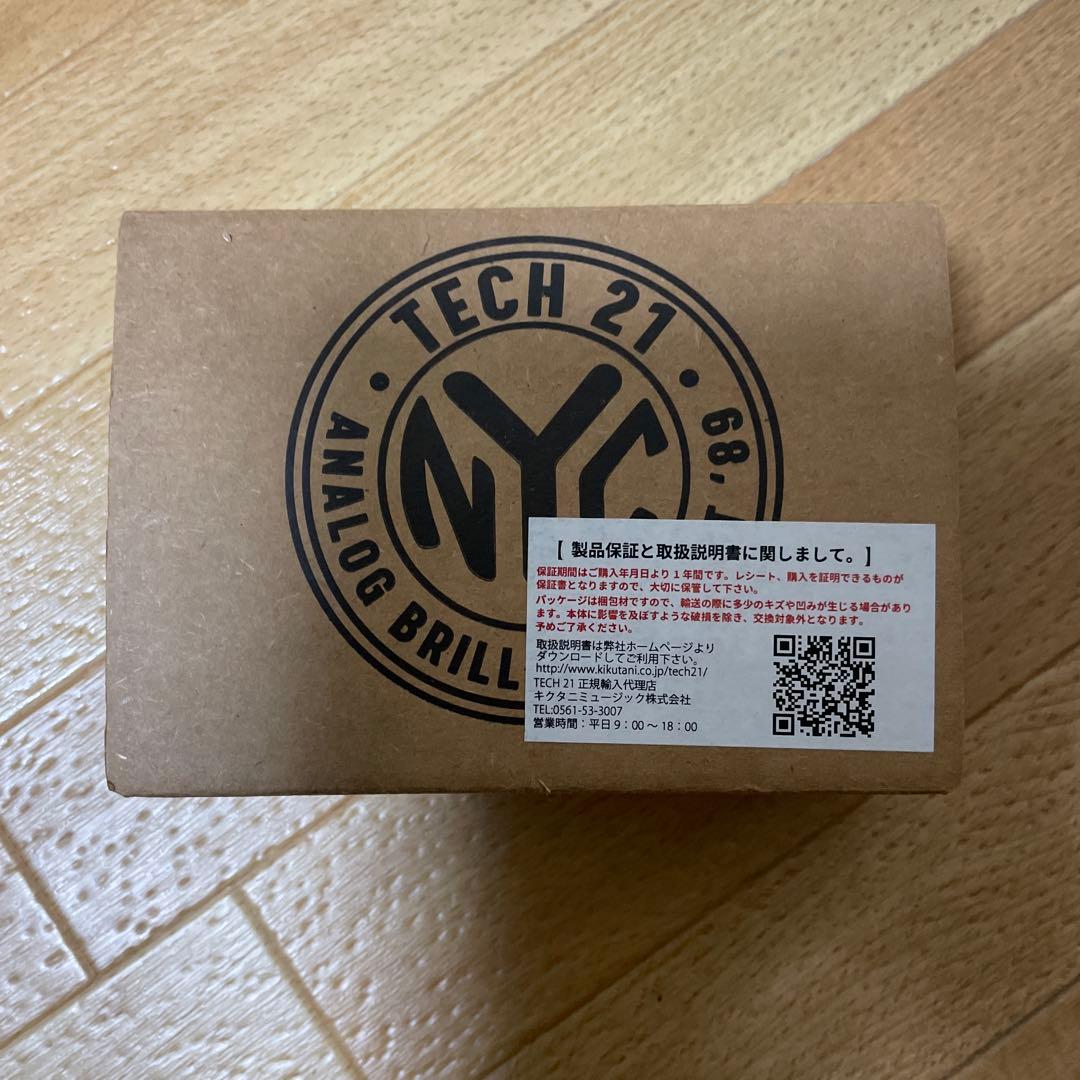 TECH 21
NYC
68,
ANALOG BRILL
【 製品保証と取扱説明書に関しまして。】
保証期間はご購入年月日より1年間です。レシート、購入を証明できるものが
保証書となりますので、大切に保管して下さい。
パッケージは梱包材ですので、輸送の際に多少のキズや凹みが生じる場合があり
ます。本体に影響を及ぼすような破損を除き、交換対象外となります。
予めご了承ください。
取扱説明書は弊社ホームページより
ダウンロードしてご利用下さい。
http://www.kikutani.co.jp/tech21/
TECH 21 正規輸入代理店
キクタニミュージック株式会社
TEL:0561-53-3007
営業時間：平日 9：00 〜 18：00